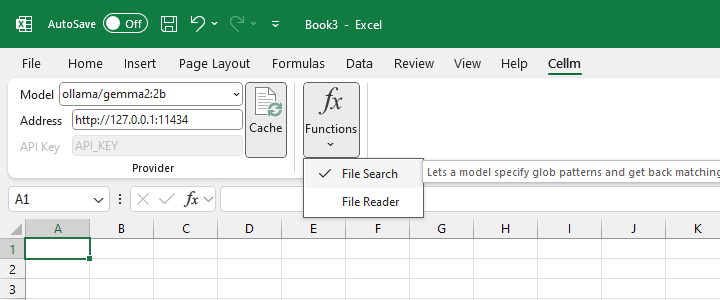 AutoSave Off Book3 - Excel
File Home Insert Page Layout Formulas Data Review View Help Cellm
Model ollama/gemma2:2b
Address http://127.0.0.1:11434
API Key API_KEY
Provider
Cache
fx
Functions
File Search
File Reader
Lets a model specify glob patterns and get back matching
A1 fx
A B C D E F G H I J K
1
2
3